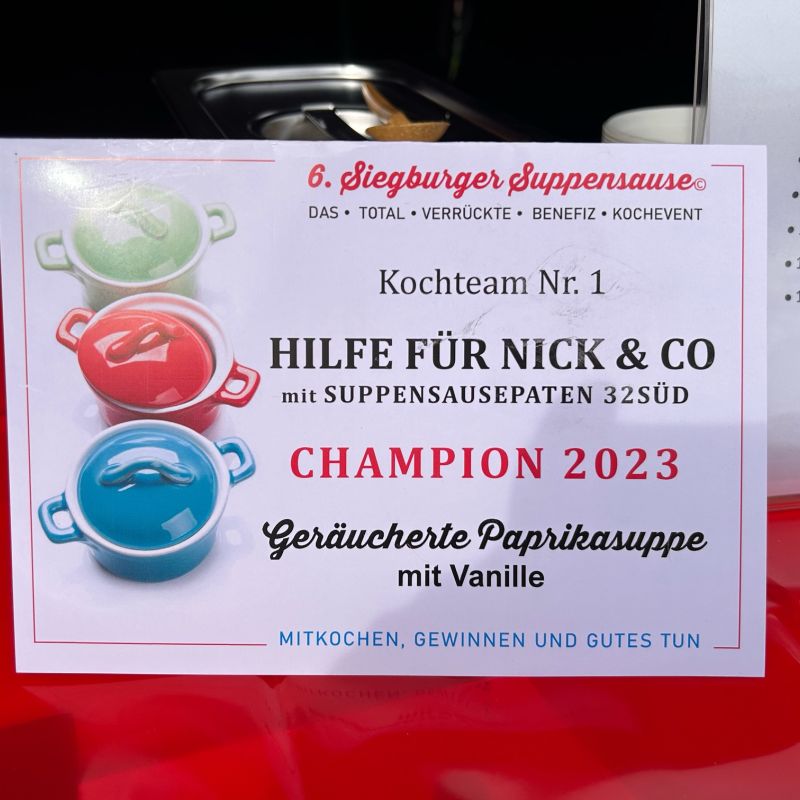 6. Siegburger Suppensause©
DAS • TOTAL • VERRÜCKTE • BENEFIZ • KOCHEVENT
Kochteam Nr. 1
HILFE FÜR NICK & CO
mit SUPPENSAUSEPATEN 32SÜD
CHAMPION 2023
Geräucherte Paprikasuppe
mit Vanille
MITKOCHEN, GEWINNEN UND GUTES TUN